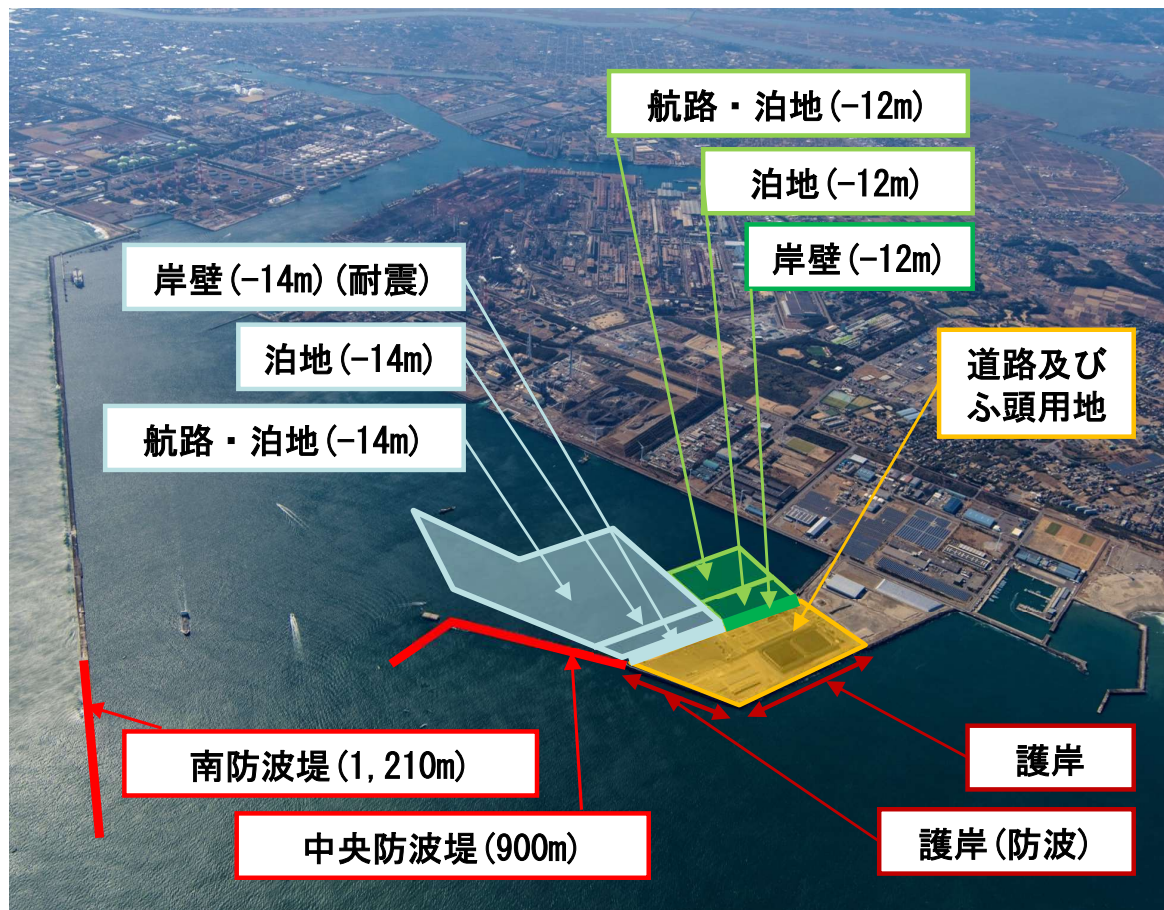 航路・泊地(-12m)
泊地(-12m)
岸壁(-12m)
岸壁(-14m)(耐震)
泊地(-14m)
航路・泊地(-14m)
道路及び
ふ頭用地
南防波堤(1,210m)
中央防波堤(900m)
護岸
護岸(防波)